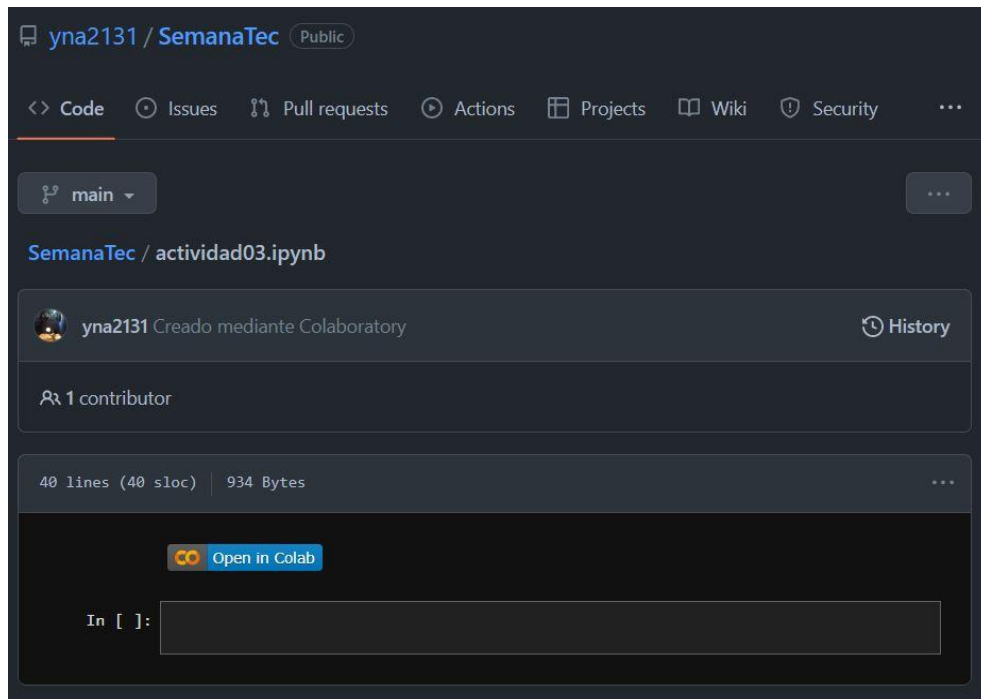 yna2131 / SemanaTec Public
<> Code Issues Pull requests Actions Projects Wiki Security ...
main
...
SemanaTec / actividad03.ipynb
yna2131 Creado mediante Colaboratory History
1 contributor
40 lines (40 sloc) 934 Bytes ...
CO Open in Colab
In [ ]: